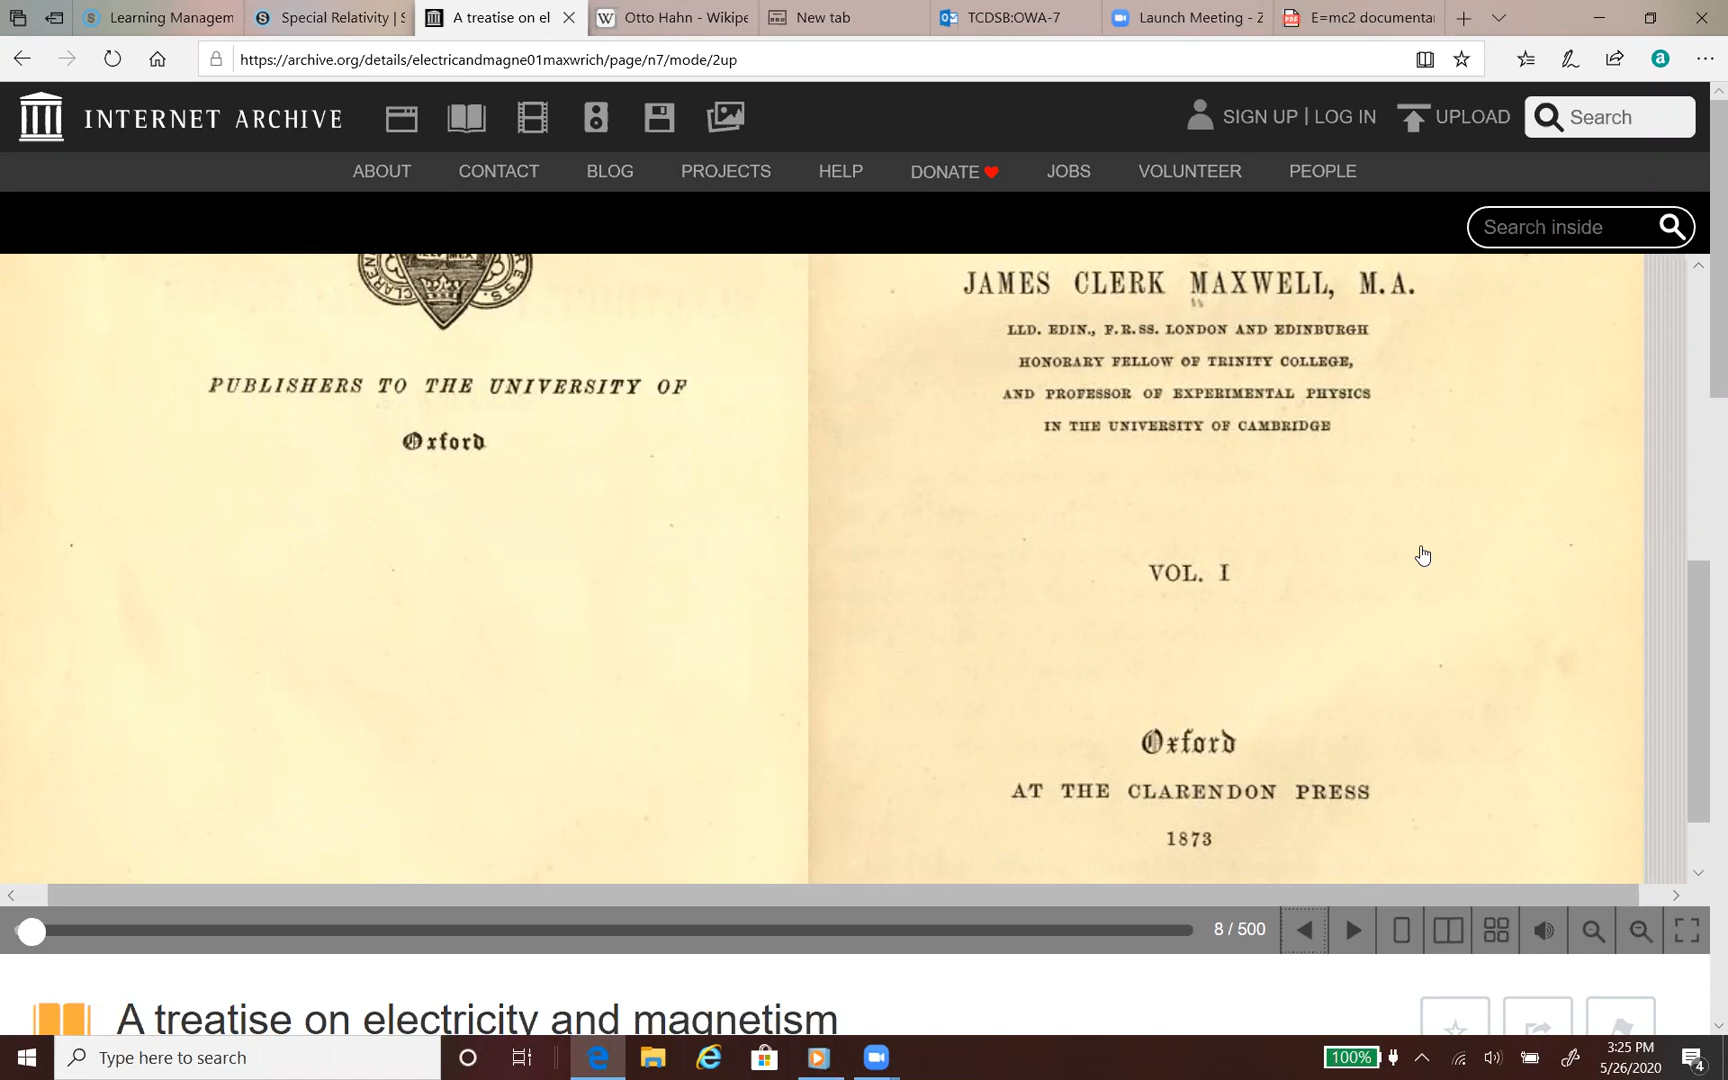 Learning Managem
Special Relativity | S
A treatise on el
Otto Hahn - Wikipe
New tab
TCDSB:OWA-7
Launch Meeting - Z
E=mc2 documentar
https://archive.org/details/electricandmagne01maxwrich/page/n7/mode/2up
INTERNET ARCHIVE
SIGN UP | LOG IN
UPLOAD
Search
ABOUT
CONTACT
BLOG
PROJECTS
HELP
DONATE
JOBS
VOLUNTEER
PEOPLE
Search inside
PUBLISHERS TO THE UNIVERSITY OF
Oxford
JAMES CLERK MAXWELL, M.A.
LLD. EDIN., F.R.SS. LONDON AND EDINBURGH
HONORARY FELLOW OF TRINITY COLLEGE,
AND PROFESSOR OF EXPERIMENTAL PHYSICS
IN THE UNIVERSITY OF CAMBRIDGE
VOL. I
Oxford
AT THE CLARENDON PRESS
1873
8 / 500
A treatise on electricity and magnetism
Type here to search
100%
3:25 PM
5/26/2020
4